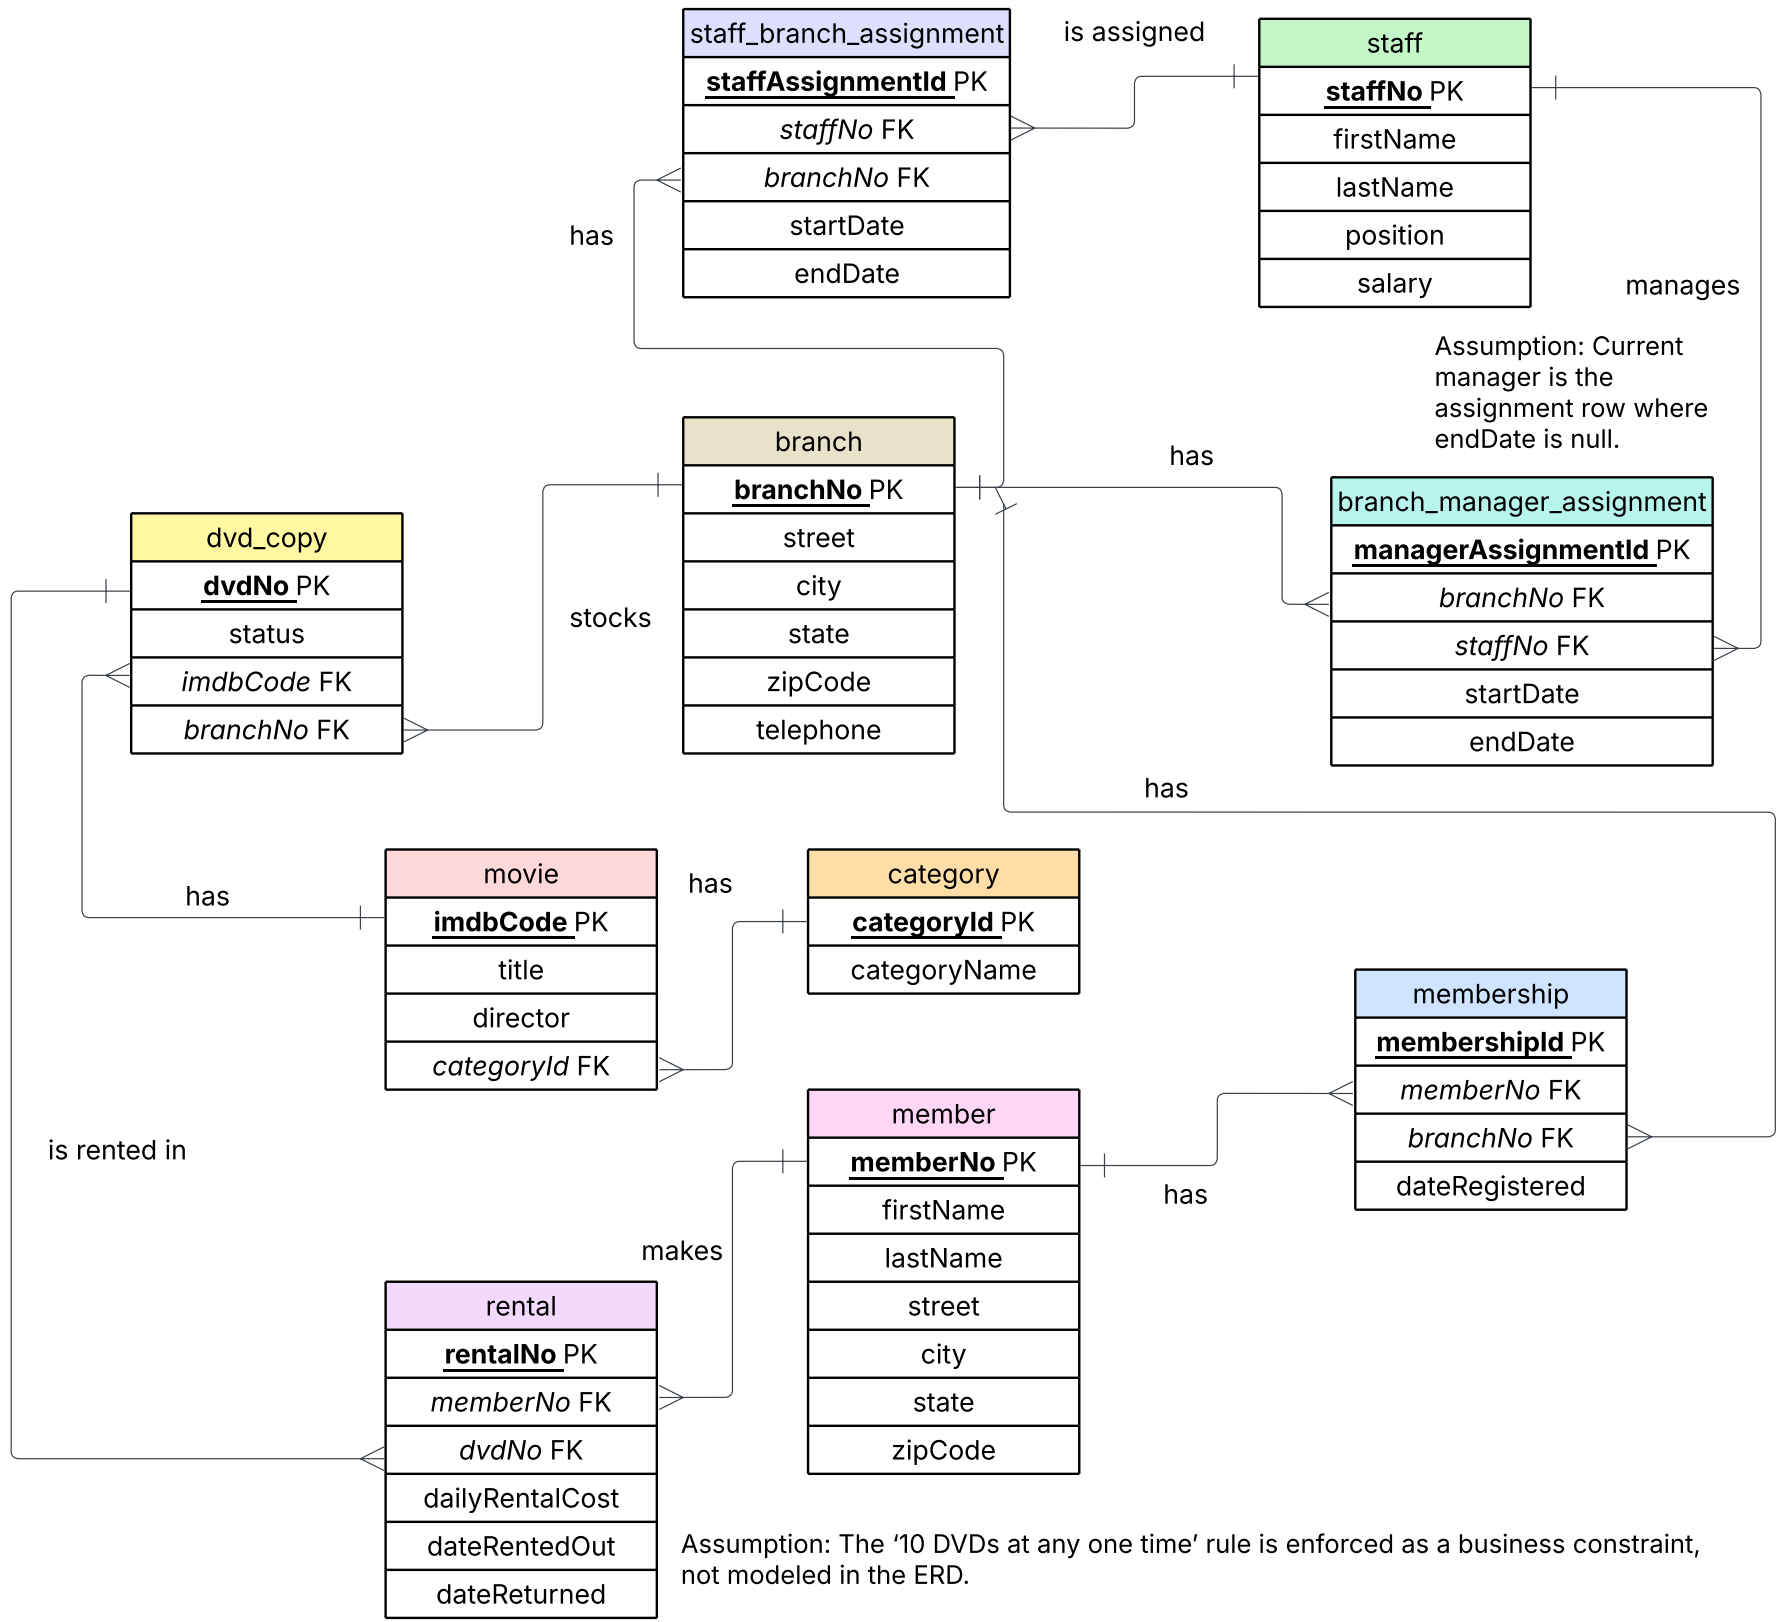 staff_branch_assignment
staffAssignmentId PK
staffNo FK
branchNo FK
startDate
endDate
is assigned
staff
staffNo PK
firstName
lastName
position
salary
has
manages
Assumption: Current
manager is the
assignment row where
endDate is null.
branch
branchNo PK
street
city
state
zipCode
telephone
has
branch_manager_assignment
managerAssignmentId PK
branchNo FK
staffNo FK
startDate
endDate
dvd_copy
dvdNo PK
status
imdbCode FK
branchNo FK
stocks
has
has
movie
imdbCode PK
title
director
categoryId FK
has
category
categoryId PK
categoryName
membership
membershipId PK
memberNo FK
branchNo FK
dateRegistered
member
memberNo PK
firstName
lastName
street
city
state
zipCode
has
is rented in
makes
rental
rentalNo PK
memberNo FK
dvdNo FK
dailyRentalCost
dateRentedOut
dateReturned
Assumption: The ‘10 DVDs at any one time’ rule is enforced as a business constraint,
not modeled in the ERD.